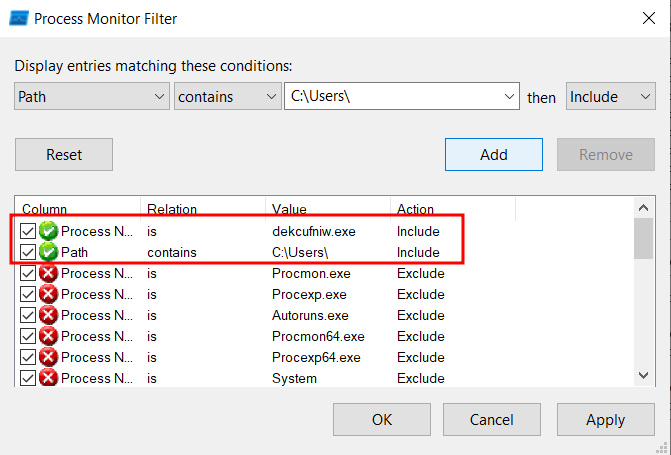 Process Monitor Filter
Display entries matching these conditions:
Path contains C:\Users\ then Include
Reset Add Remove
Column Relation Value Action
Process N... is dekcufniw.exe Include
Path contains C:\Users\ Include
Process N... is Procmon.exe Exclude
Process N... is Procexp.exe Exclude
Process N... is Autoruns.exe Exclude
Process N... is Procmon64.exe Exclude
Process N... is Procexp64.exe Exclude
Process N... is System Exclude
OK Cancel Apply